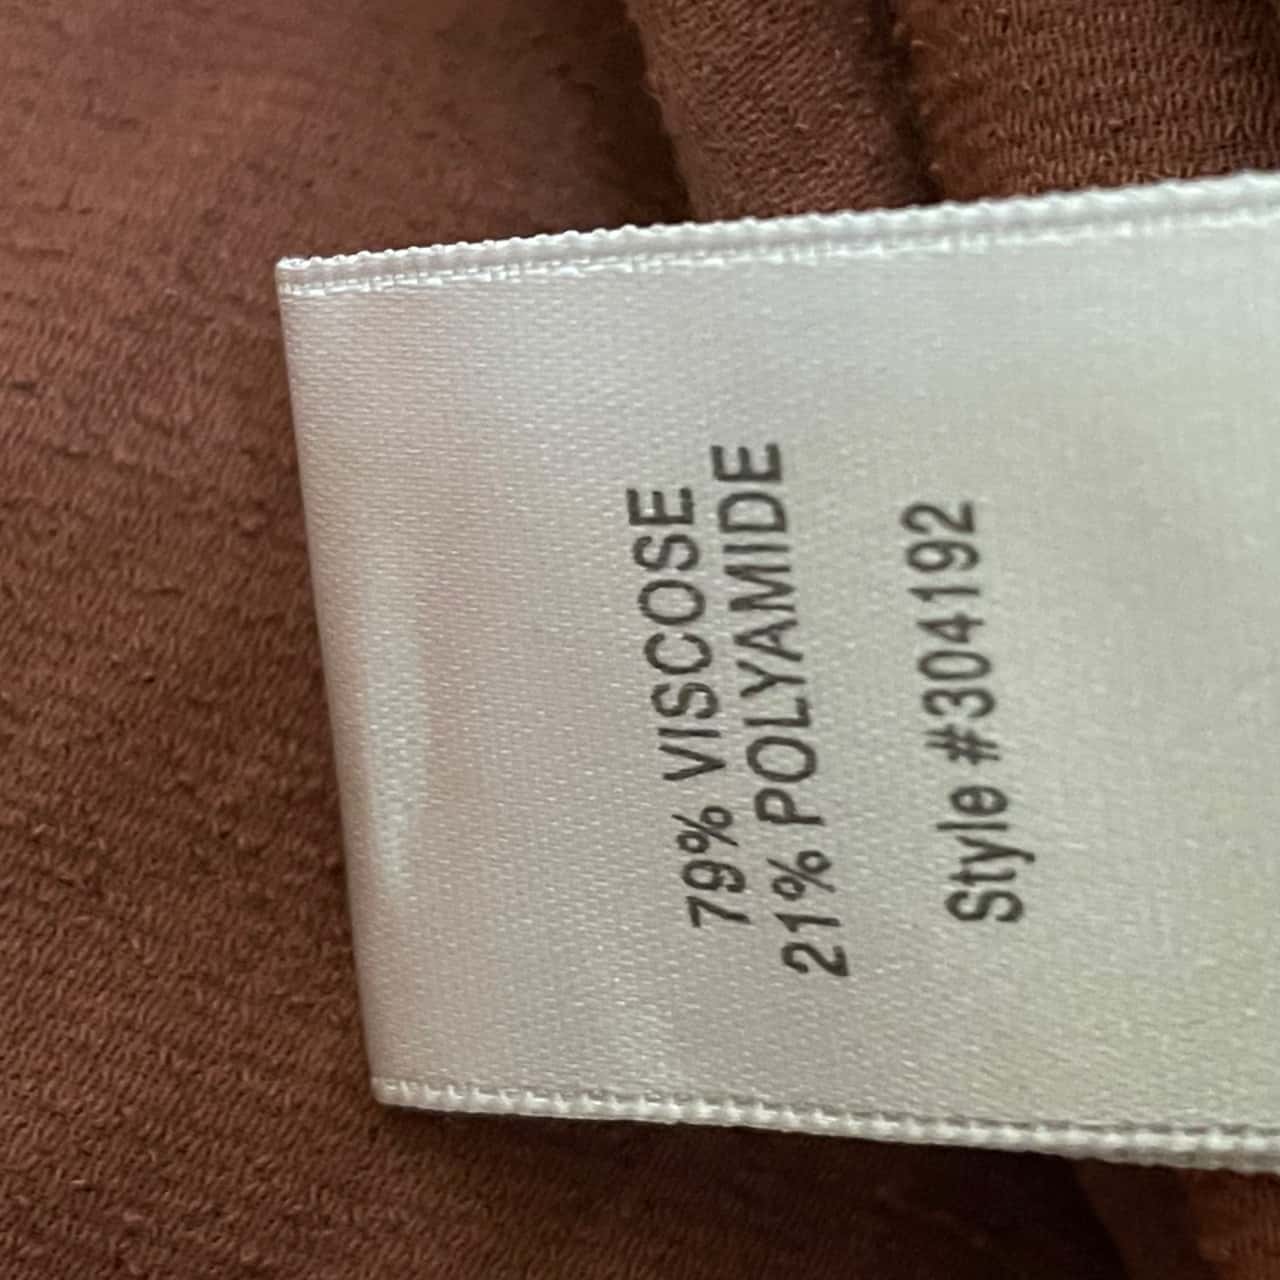 79% VISCOSE
21% POLYAMIDE
Style #304192